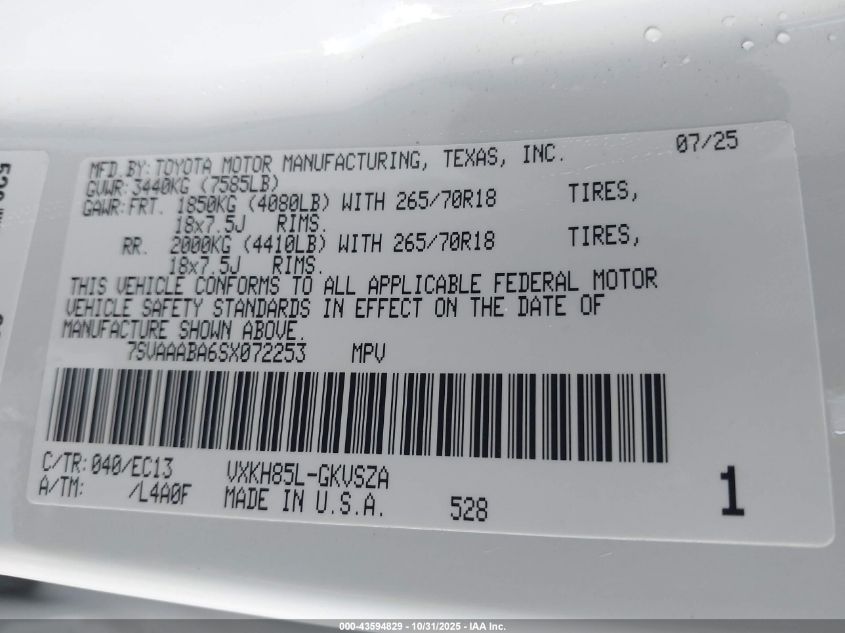 07/25
MFD.BY:TOYOTA MOTOR MANUFACTURING, TEXAS, INC.
GVWR:3440KG (7585LB)
GAWR:FRT. 1850KG (4080LB) WITH 265/70R18 TIRES,
18x7.5J RIMS.
RR. 2000KG (4410LB) WITH 265/70R18 TIRES,
18x7.5J RIMS.
THIS VEHICLE CONFORMS TO ALL APPLICABLE FEDERAL MOTOR
VEHICLE SAFETY STANDARDS IN EFFECT ON THE DATE OF
MANUFACTURE SHOWN ABOVE.
7SVAAABA6SX072253 MPV
C/TR:040/EC13 VXKH85L-GKVSZA
A/TM: /L4A0F MADE IN U.S.A. 528 1
000-43594829 - 10/31/2025 - IAA Inc.